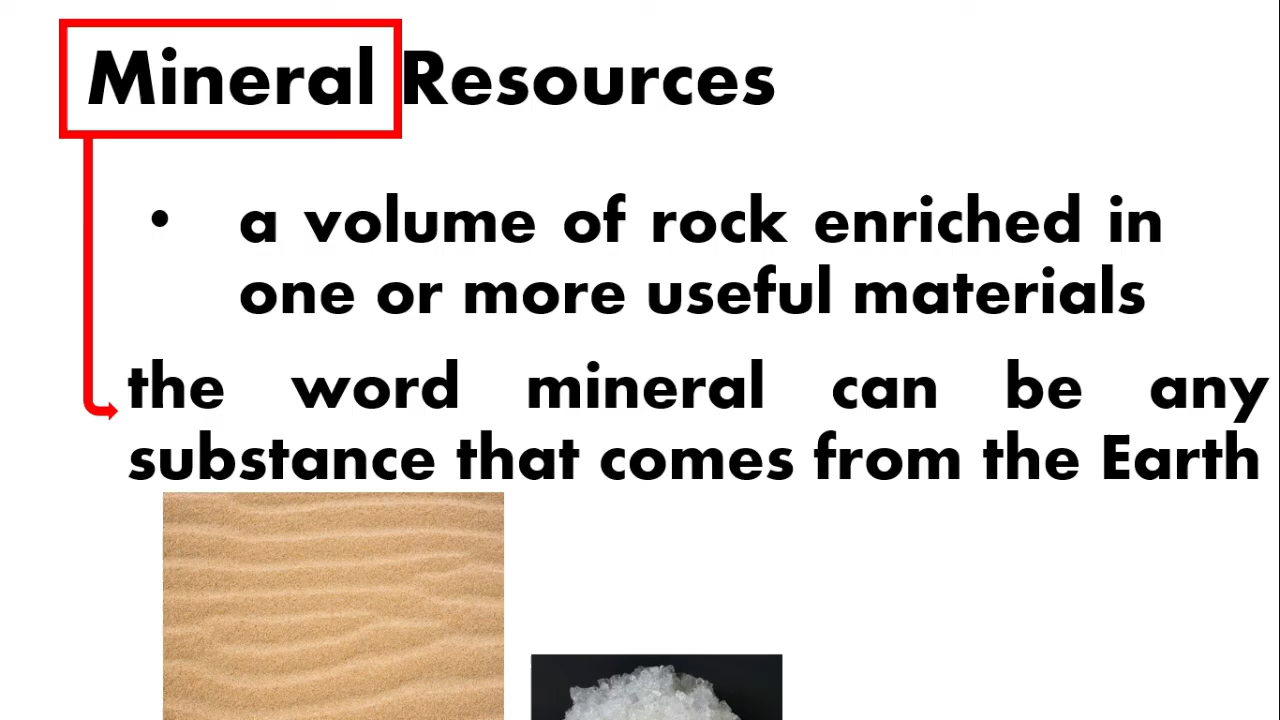 Mineral Resources
• a volume of rock enriched in
one or more useful materials
the word mineral can be any
substance that comes from the Earth